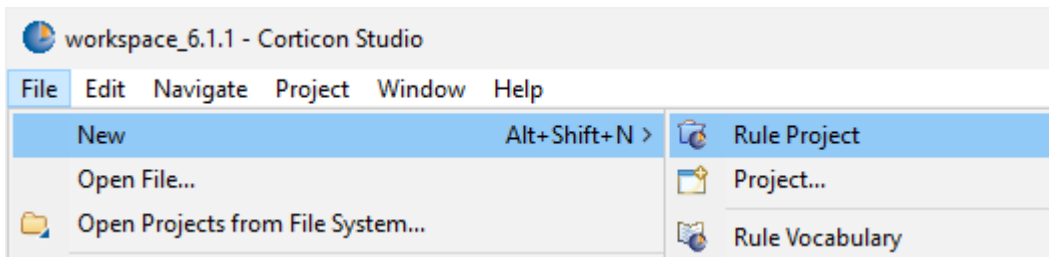 workspace_6.1.1 - Corticon Studio
File Edit Navigate Project Window Help
New Alt+Shift+N > Rule Project
Open File... Project...
Open Projects from File System... Rule Vocabulary